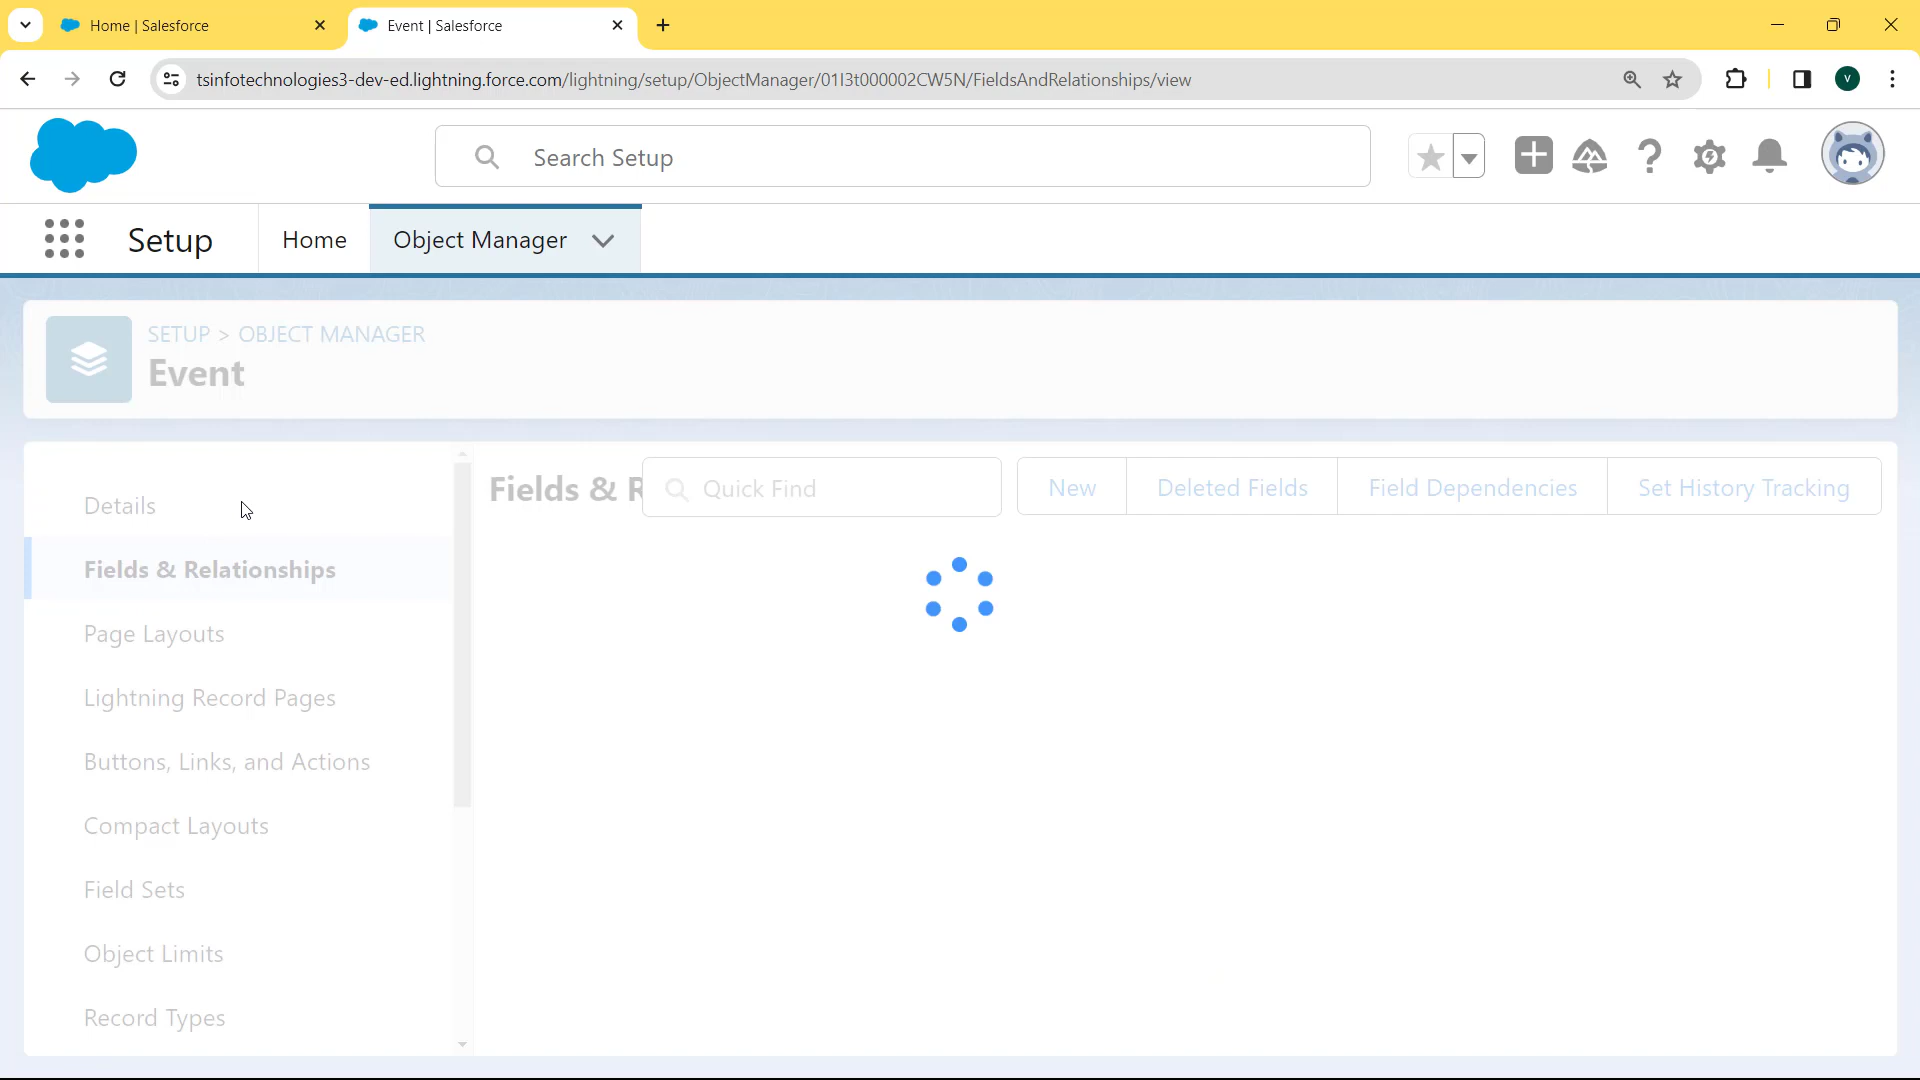 Home | Salesforce
Event | Salesforce
tsinfotechnologies3-dev-ed.lightning.force.com/lightning/setup/ObjectManager/01I3t000002CW5N/FieldsAndRelationships/view
V
Search Setup
Setup
Home
Object Manager
SETUP > OBJECT MANAGER
Event
Details
Fields & Relationships
Page Layouts
Lightning Record Pages
Buttons, Links, and Actions
Compact Layouts
Field Sets
Object Limits
Record Types
Fields & R
Quick Find
New
Deleted Fields
Field Dependencies
Set History Tracking